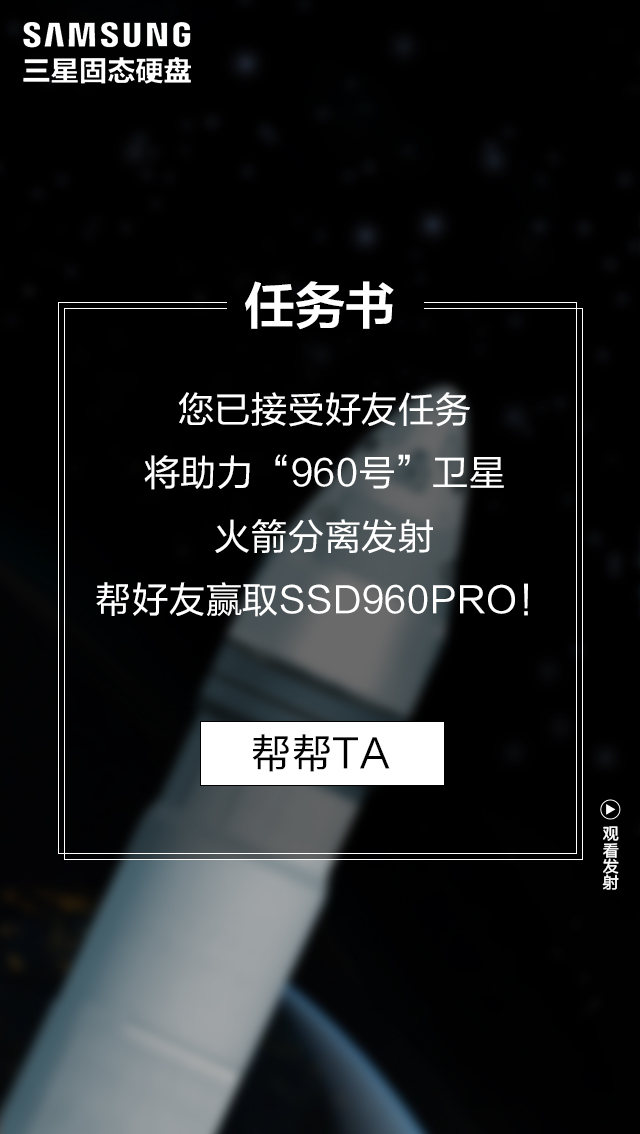 SAMSUNG
三星固态硬盘
任务书
您已接受好友任务
将助力“960号”卫星
火箭分离发射
帮好友赢取SSD960PRO！
帮帮TA
观看发射